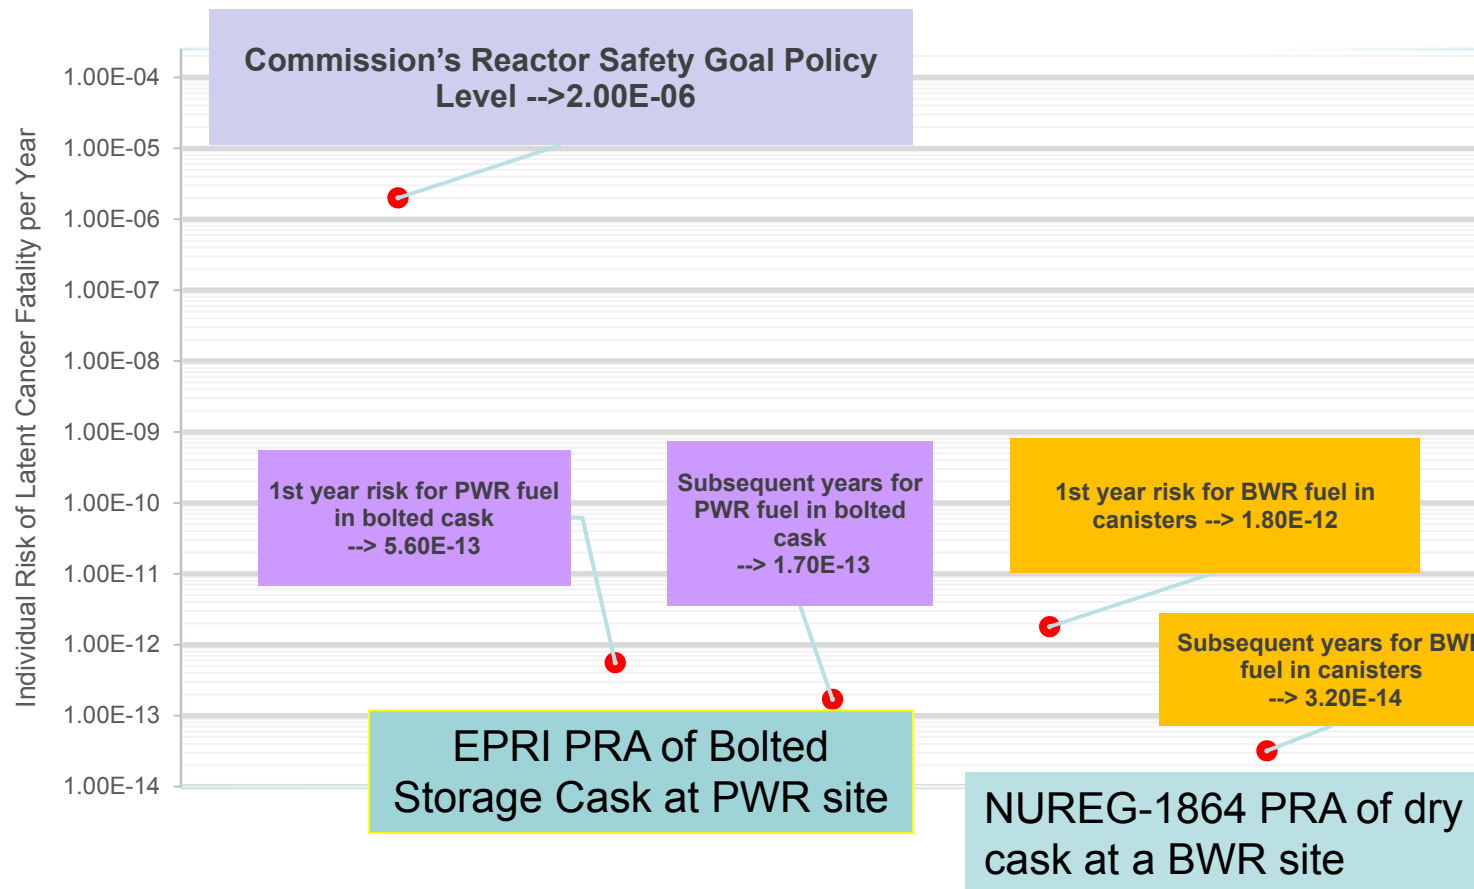 Commission’s Reactor Safety Goal Policy
Level -->2.00E-06
Individual Risk of Latent Cancer Fatality per Year
1.00E-04
1.00E-05
1.00E-06
1.00E-07
1.00E-08
1.00E-09
1.00E-10
1.00E-11
1.00E-12
1.00E-13
1.00E-14
1st year risk for PWR fuel
in bolted cask
--> 5.60E-13
Subsequent years for
PWR fuel in bolted
cask
--> 1.70E-13
1st year risk for BWR fuel in
canisters --> 1.80E-12
Subsequent years for
fuel in canisters
--> 3.20E-14
EPRI PRA of Bolted
Storage Cask at PWR site
NUREG-1864 PRA of dry
cask at a BWR site